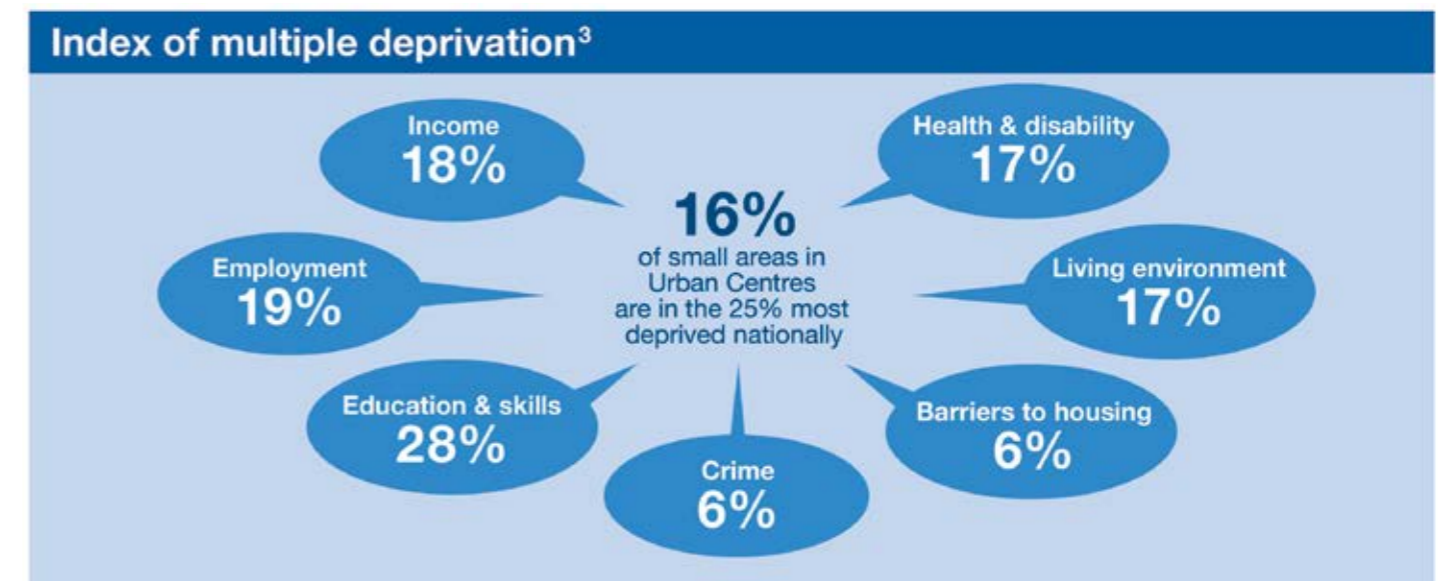 Index of multiple deprivation³
Income
18%
Health & disability
17%
16%
of small areas in
Urban Centres
are in the 25% most
deprived nationally
Employment
19%
Living environment
17%
Education & skills
28%
Barriers to housing
6%
Crime
6%